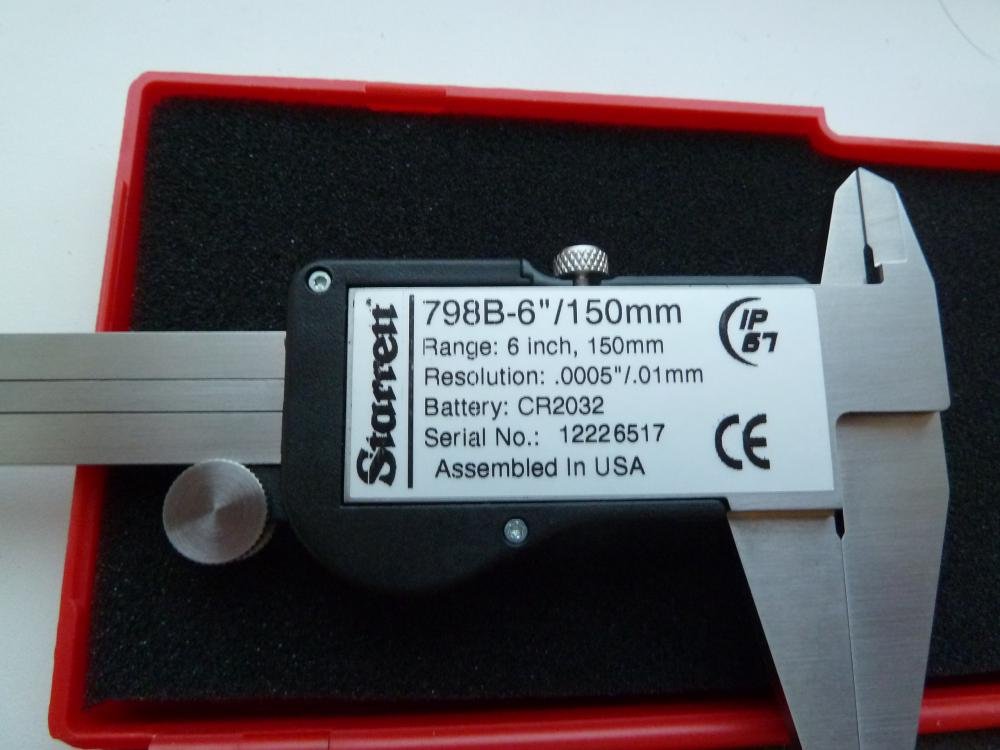 Starrett
798B-6"/150mm
Range: 6 inch, 150mm
Resolution: .0005"/.01mm
Battery: CR2032
Serial No.: 12226517
Assembled In USA
IP
67
CE